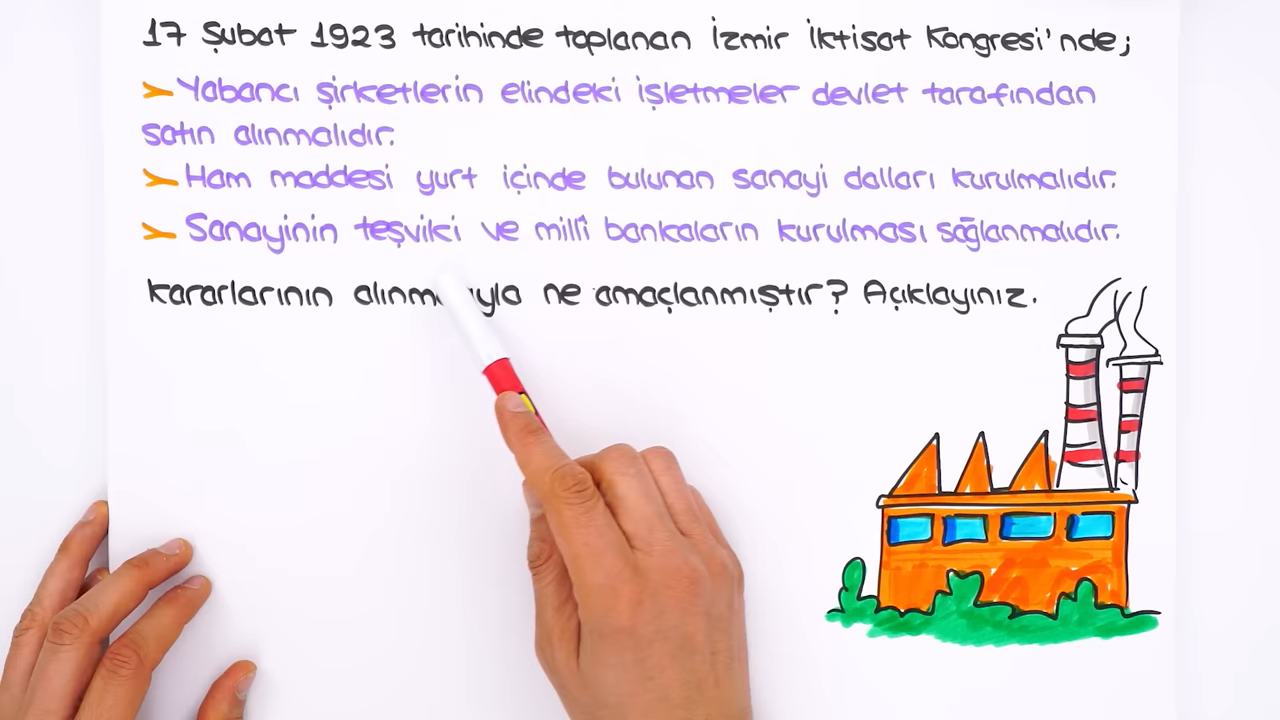 17 Şubat 1923 tarihinde toplanan İzmir İktisat Kongresi'nde;
➤ Yabancı şirketlerin elindeki işletmeler devlet tarafından
satın alınmalıdır.
➤ Ham maddesi yurt içinde bulunan sanayi dalları kurulmalıdır.
➤ Sanayinin teşviki ve millî bankaların kurulması sağlanmalıdır.
kararlarının ne amaçlanmıştır? Açıklayınız.